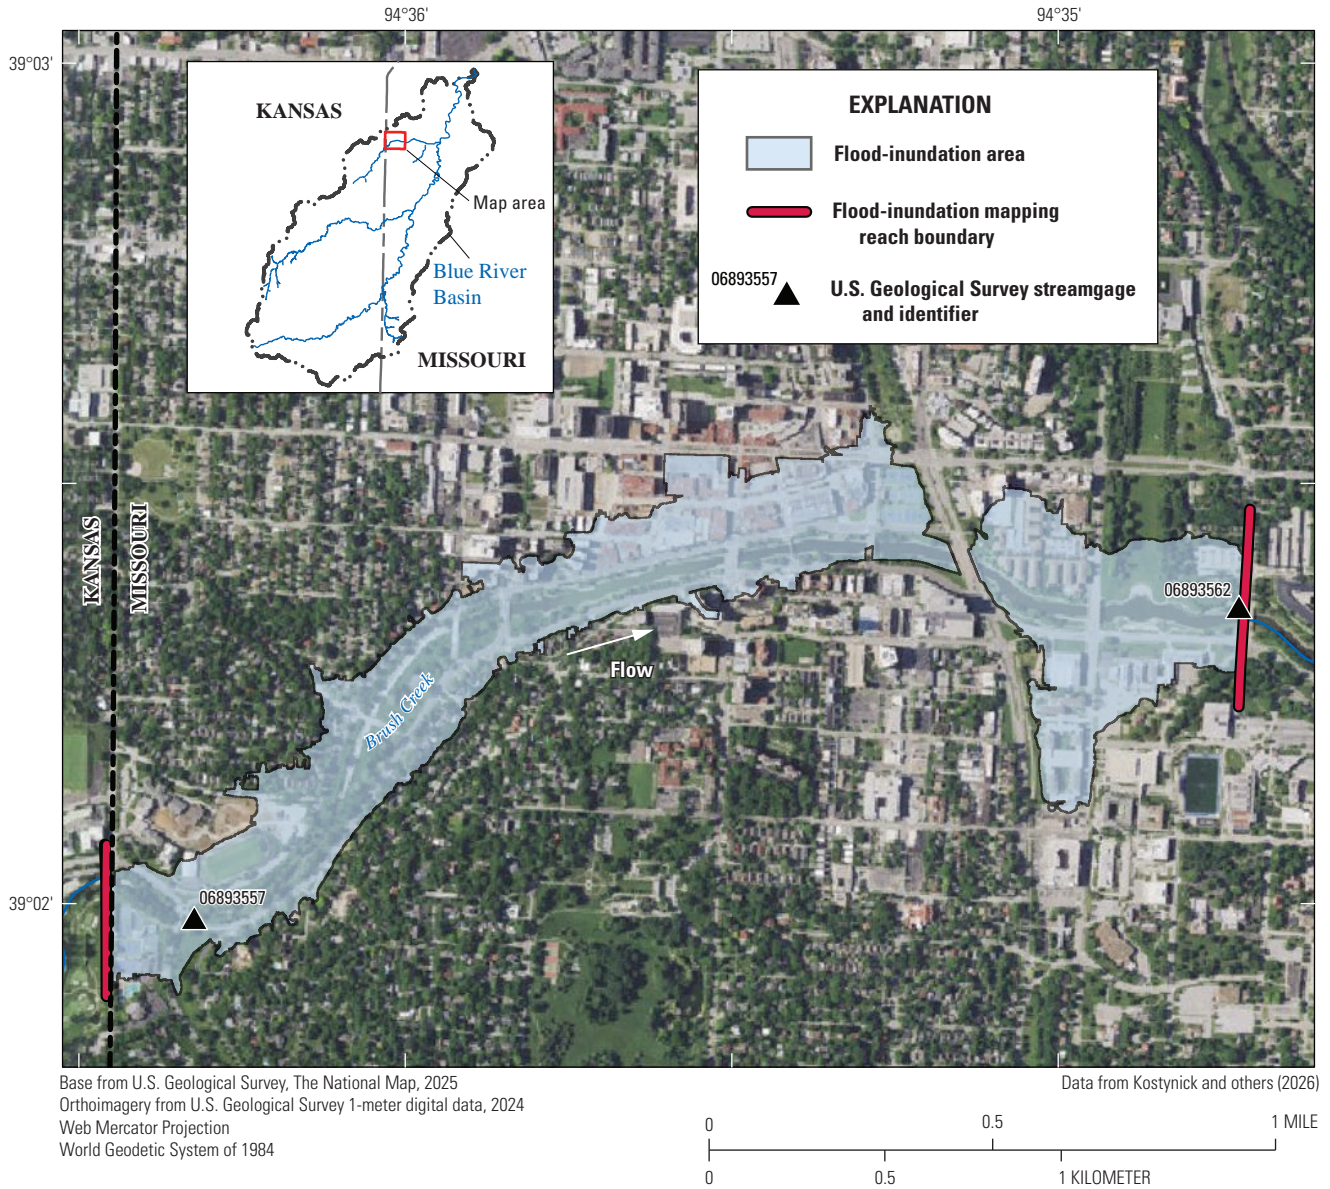 94°36'
94°35'
39°03'
KANSAS
Map area
Blue River
Basin
MISSOURI
EXPLANATION
Flood-inundation area
Flood-inundation mapping
reach boundary
06893557
U.S. Geological Survey streamgage
and identifier
KANSAS
MISSOURI
06893562
Flow
Brush Creek
06893557
39°02'
Base from U.S. Geological Survey, The National Map, 2025
Orthoimagery from U.S. Geological Survey 1-meter digital data, 2024
Web Mercator Projection
World Geodetic System of 1984
Data from Kostynick and others (2026)
0 0.5 1 MILE
0 0.5 1 KILOMETER